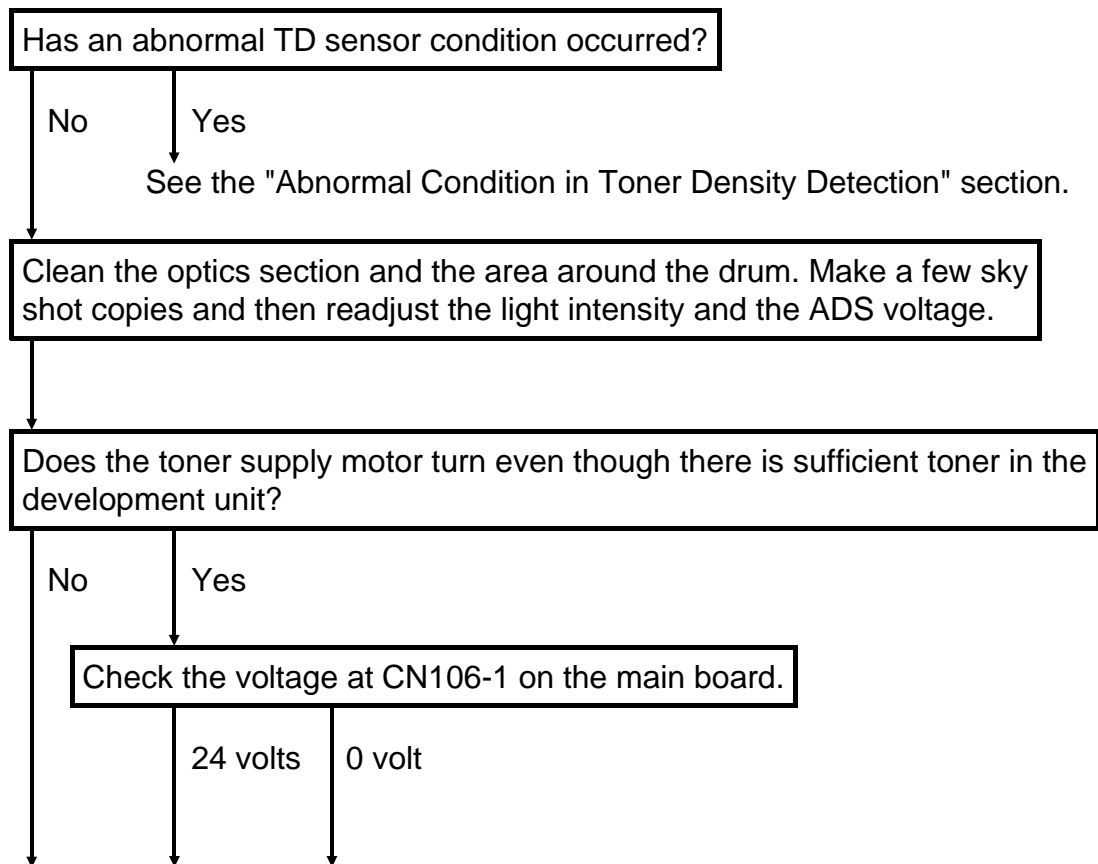 Has an abnormal TD sensor condition occurred?
No Yes
See the "Abnormal Condition in Toner Density Detection" section.
Clean the optics section and the area around the drum. Make a few sky
shot copies and then readjust the light intensity and the ADS voltage.
Does the toner supply motor turn even though there is sufficient toner in the
development unit?
No Yes
Check the voltage at CN106-1 on the main board.
24 volts 0 volt